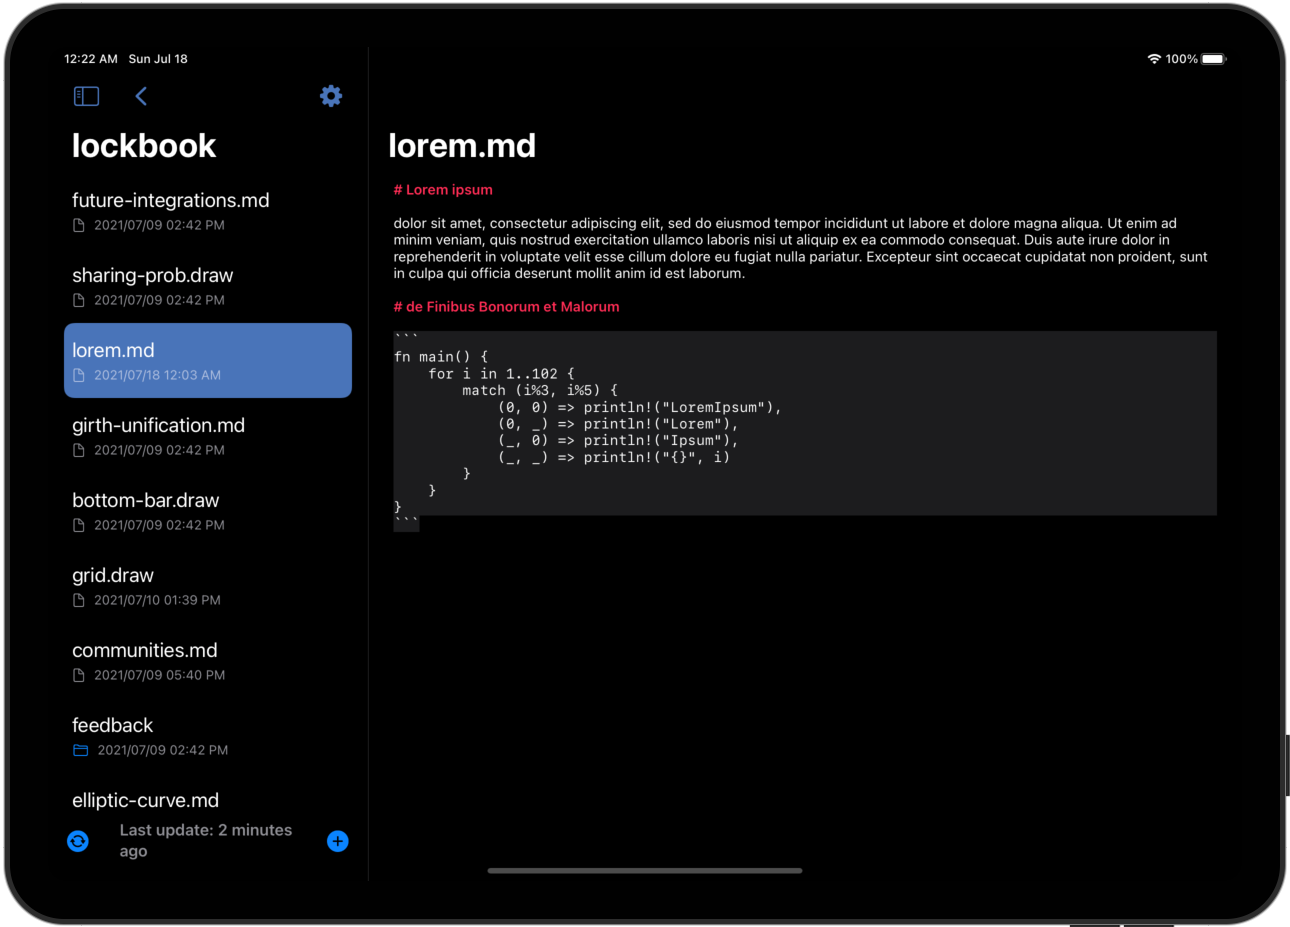 12:22 AM Sun Jul 18
100%
lockbook
future-integrations.md
2021/07/09 02:42 PM
sharing-prob.draw
2021/07/09 02:42 PM
lorem.md
2021/07/18 12:03 AM
girth-unification.md
2021/07/09 02:42 PM
bottom-bar.draw
2021/07/09 02:42 PM
grid.draw
2021/07/10 01:39 PM
communities.md
2021/07/09 05:40 PM
feedback
2021/07/09 02:42 PM
elliptic-curve.md
Last update: 2 minutes
ago
lorem.md
# Lorem ipsum
dolor sit amet, consectetur adipiscing elit, sed do eiusmod tempor incididunt ut labore et dolore magna aliqua. Ut enim ad
minim veniam, quis nostrud exercitation ullamco laboris nisi ut aliquip ex ea commodo consequat. Duis aute irure dolor in
reprehenderit in voluptate velit esse cillum dolore eu fugiat nulla pariatur. Excepteur sint occaecat cupidatat non proident, sunt
in culpa qui officia deserunt mollit anim id est laborum.
# de Finibus Bonorum et Malorum
```
fn main() {
    for i in 1..102 {
        match (i%3, i%5) {
            (0, 0) => println!("LoremIpsum"),
            (0, _) => println!("Lorem"),
            (_, 0) => println!("Ipsum"),
            (_, _) => println!("{}", i)
        }
    }
}
```